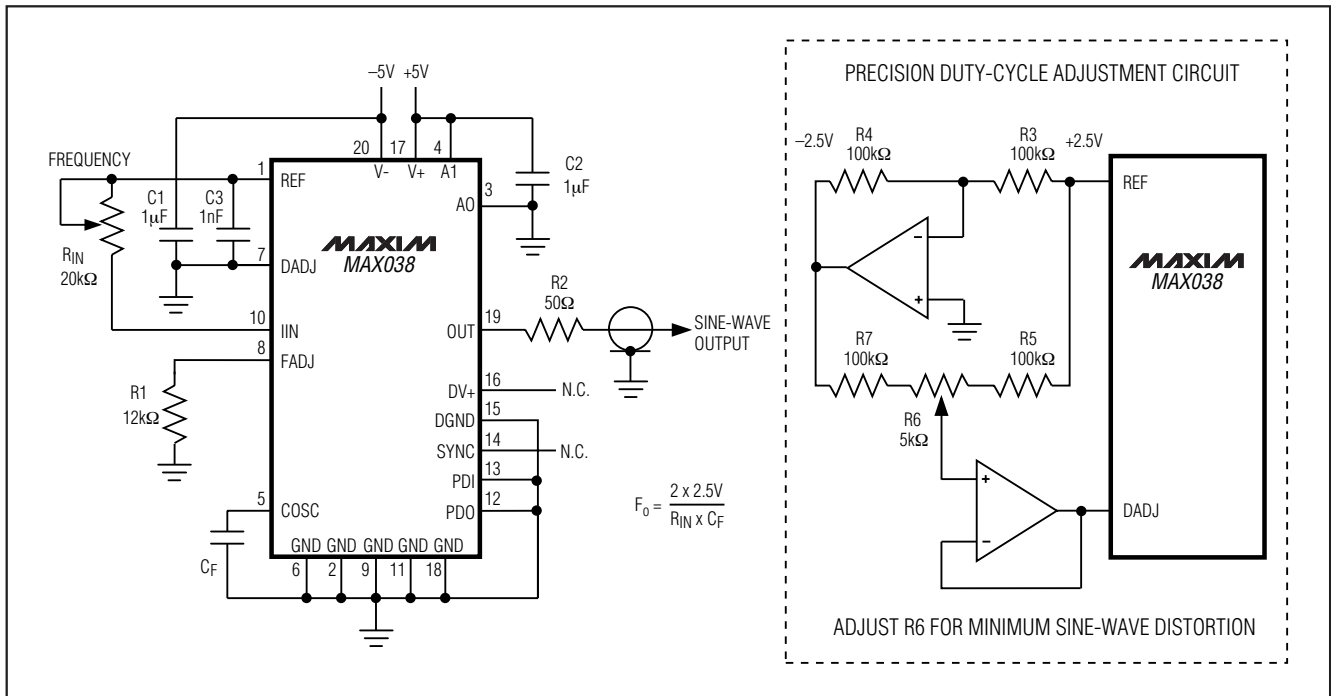 –5V +5V
20 17 4
V- V+ A1
FREQUENCY
1
REF
C1
1µF
C3
1nF
C2
1µF
3
AO
RIN
20kΩ
7
DADJ
MAXIM
MAX038
10
IIN
8
FADJ
R1
12kΩ
R2
50Ω
19
OUT
SINE-WAVE
OUTPUT
16
DV+
N.C.
15
DGND
14
SYNC
N.C.
13
PDI
12
PDO
5
COSC
CF
GND GND GND GND GND
6 2 9 11 18
Fo = 2 x 2.5V
RIN x CF
PRECISION DUTY-CYCLE ADJUSTMENT CIRCUIT
–2.5V
R4
100kΩ
R3
100kΩ
+2.5V
REF
MAXIM
MAX038
–
+
R7
100kΩ
R5
100kΩ
R6
5kΩ
+
–
DADJ
ADJUST R6 FOR MINIMUM SINE-WAVE DISTORTION